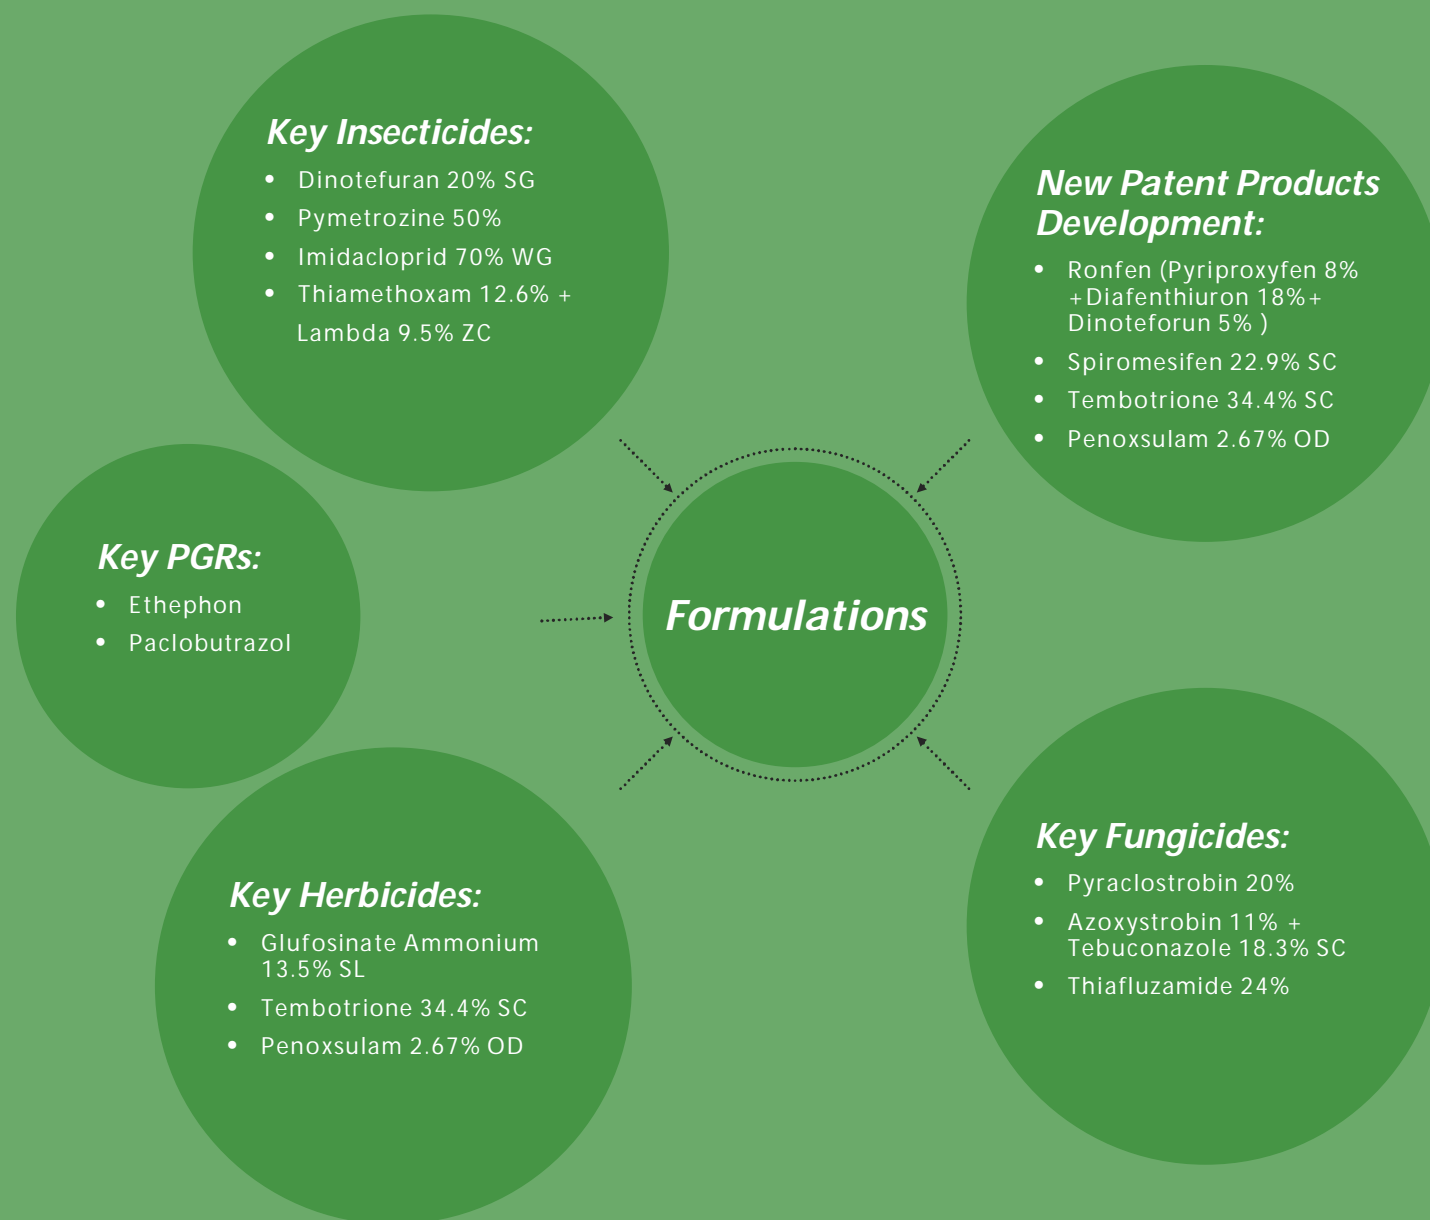 Key Insecticides:
• Dinotefuran 20% SG
• Pymetrozine 50%
• Imidacloprid 70% WG
• Thiamethoxam 12.6% +
Lambda 9.5% ZC
New Patent Products
Development:
• Ronfen (Pyriproxyfen 8%
+Diafenthiuron 18%+
Dinoteforun 5% )
• Spiromesifen 22.9% SC
• Tembotrione 34.4% SC
• Penoxsulam 2.67% OD
Key PGRs:
• Ethephon
• Paclobutrazol
Formulations
Key Herbicides:
• Glufosinate Ammonium
13.5% SL
• Tembotrione 34.4% SC
• Penoxsulam 2.67% OD
Key Fungicides:
• Pyraclostrobin 20%
• Azoxystrobin 11% +
Tebuconazole 18.3% SC
• Thiafluzamide 24%